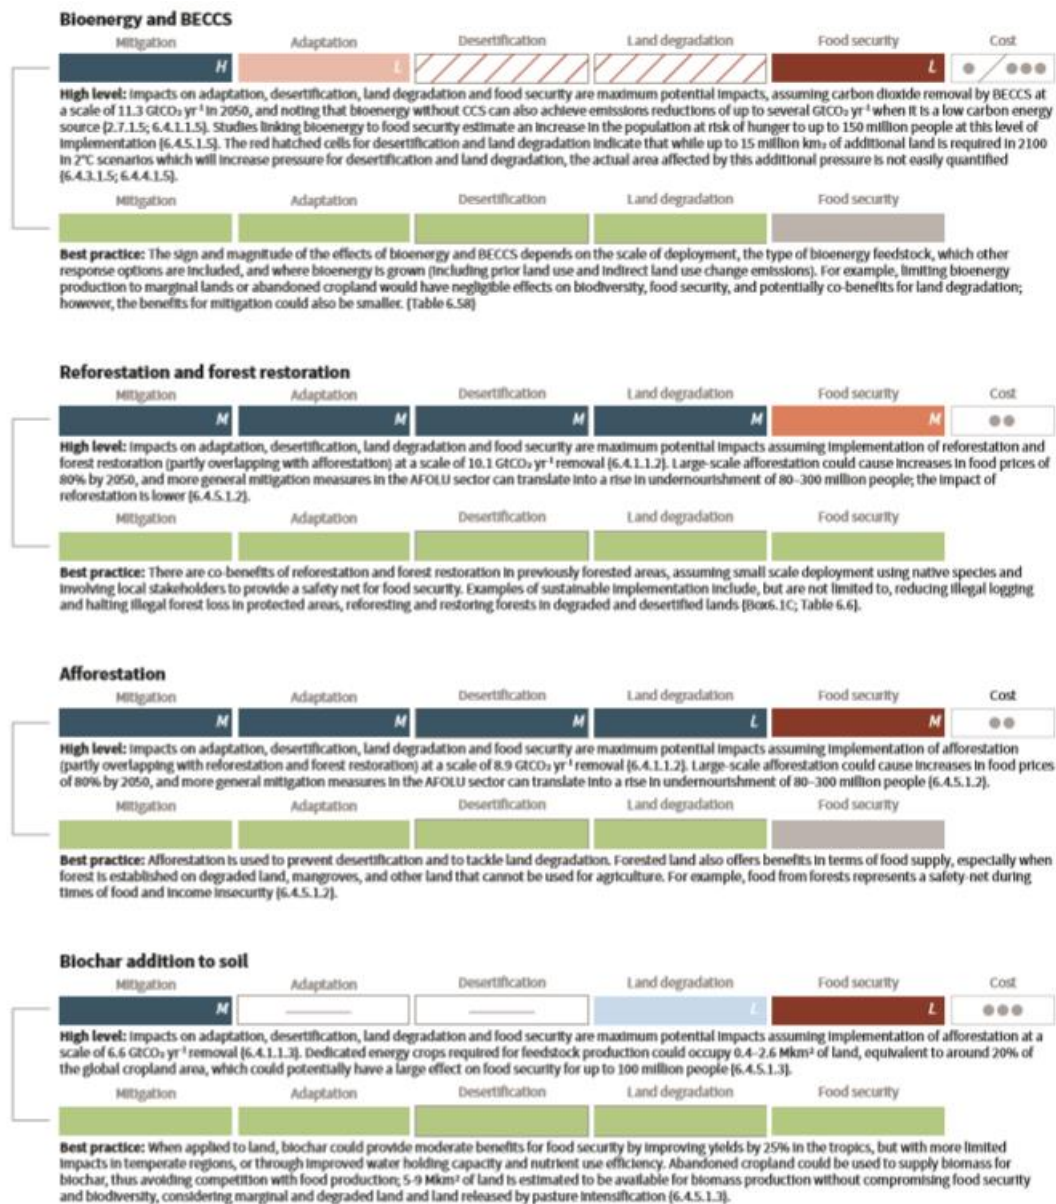 Bioenergy and BECCS
Mitigation Adaptation Desertification Land degradation Food security Cost
H L L
High level: Impacts on adaptation, desertification, land degradation and food security are maximum potential impacts, assuming carbon dioxide removal by BECCS at
a scale of 11.3 GtCO₂ yr⁻¹ in 2050, and noting that bioenergy without CCS can also achieve emissions reductions of up to several GtCO₂ yr⁻¹ when it is a low carbon energy
source {2.7.1.5; 6.4.1.1.5}. Studies linking bioenergy to food security estimate an increase in the population at risk of hunger to up to 150 million people at this level of
implementation {6.4.5.1.5}. The red hatched cells for desertification and land degradation indicate that while up to 15 million km₂ of additional land is required in 2100
in 2°C scenarios which will increase pressure for desertification and land degradation, the actual area affected by this additional pressure is not easily quantified
{6.4.3.1.5; 6.4.4.1.5}.
Mitigation Adaptation Desertification Land degradation Food security
Best practice: The sign and magnitude of the effects of bioenergy and BECCS depends on the scale of deployment, the type of bioenergy feedstock, which other
response options are included, and where bioenergy is grown (including prior land use and indirect land use change emissions). For example, limiting bioenergy
production to marginal lands or abandoned cropland would have negligible effects on biodiversity, food security, and potentially co-benefits for land degradation;
however, the benefits for mitigation could also be smaller. {Table 6.58}
Reforestation and forest restoration
Mitigation Adaptation Desertification Land degradation Food security Cost
M M M M M
High level: Impacts on adaptation, desertification, land degradation and food security are maximum potential impacts assuming implementation of reforestation and
forest restoration (partly overlapping with afforestation) at a scale of 10.1 GtCO₂ yr⁻¹ removal {6.4.1.1.2}. Large-scale afforestation could cause increases in food prices of
80% by 2050, and more general mitigation measures in the AFOLU sector can translate into a rise in undernourishment of 80–300 million people; the impact of
reforestation is lower {6.4.5.1.2}.
Mitigation Adaptation Desertification Land degradation Food security
Best practice: There are co-benefits of reforestation and forest restoration in previously forested areas, assuming small scale deployment using native species and
involving local stakeholders to provide a safety net for food security. Examples of sustainable implementation include, but are not limited to, reducing illegal logging
and halting illegal forest loss in protected areas, reforesting and restoring forests in degraded and desertified lands {Box6.1C; Table 6.6}.
Afforestation
Mitigation Adaptation Desertification Land degradation Food security Cost
M M M L M
High level: Impacts on adaptation, desertification, land degradation and food security are maximum potential impacts assuming implementation of afforestation
(partly overlapping with reforestation and forest restoration) at a scale of 8.9 GtCO₂ yr⁻¹ removal {6.4.1.1.2}. Large-scale afforestation could cause increases in food prices
of 80% by 2050, and more general mitigation measures in the AFOLU sector can translate into a rise in undernourishment of 80–300 million people {6.4.5.1.2}.
Mitigation Adaptation Desertification Land degradation Food security
Best practice: Afforestation is used to prevent desertification and to tackle land degradation. Forested land also offers benefits in terms of food supply, especially when
forest is established on degraded land, mangroves, and other land that cannot be used for agriculture. For example, food from forests represents a safety-net during
times of food and income insecurity {6.4.5.1.2}.
Biochar addition to soil
Mitigation Adaptation Desertification Land degradation Food security Cost
M L L
High level: Impacts on adaptation, desertification, land degradation and food security are maximum potential impacts assuming implementation of afforestation at a
scale of 6.6 GtCO₂ yr⁻¹ removal {6.4.1.1.3}. Dedicated energy crops required for feedstock production could occupy 0.4–2.6 Mkm² of land, equivalent to around 20% of
the global cropland area, which could potentially have a large effect on food security for up to 100 million people {6.4.5.1.3}.
Mitigation Adaptation Desertification Land degradation Food security
Best practice: When applied to land, biochar could provide moderate benefits for food security by improving yields by 25% in the tropics, but with more limited
impacts in temperate regions, or through improved water holding capacity and nutrient use efficiency. Abandoned cropland could be used to supply biomass for
biochar, thus avoiding competition with food production; 5-9 Mkm² of land is estimated to be available for biomass production without compromising food security
and biodiversity, considering marginal and degraded land and land released by pasture intensification {6.4.5.1.3}.